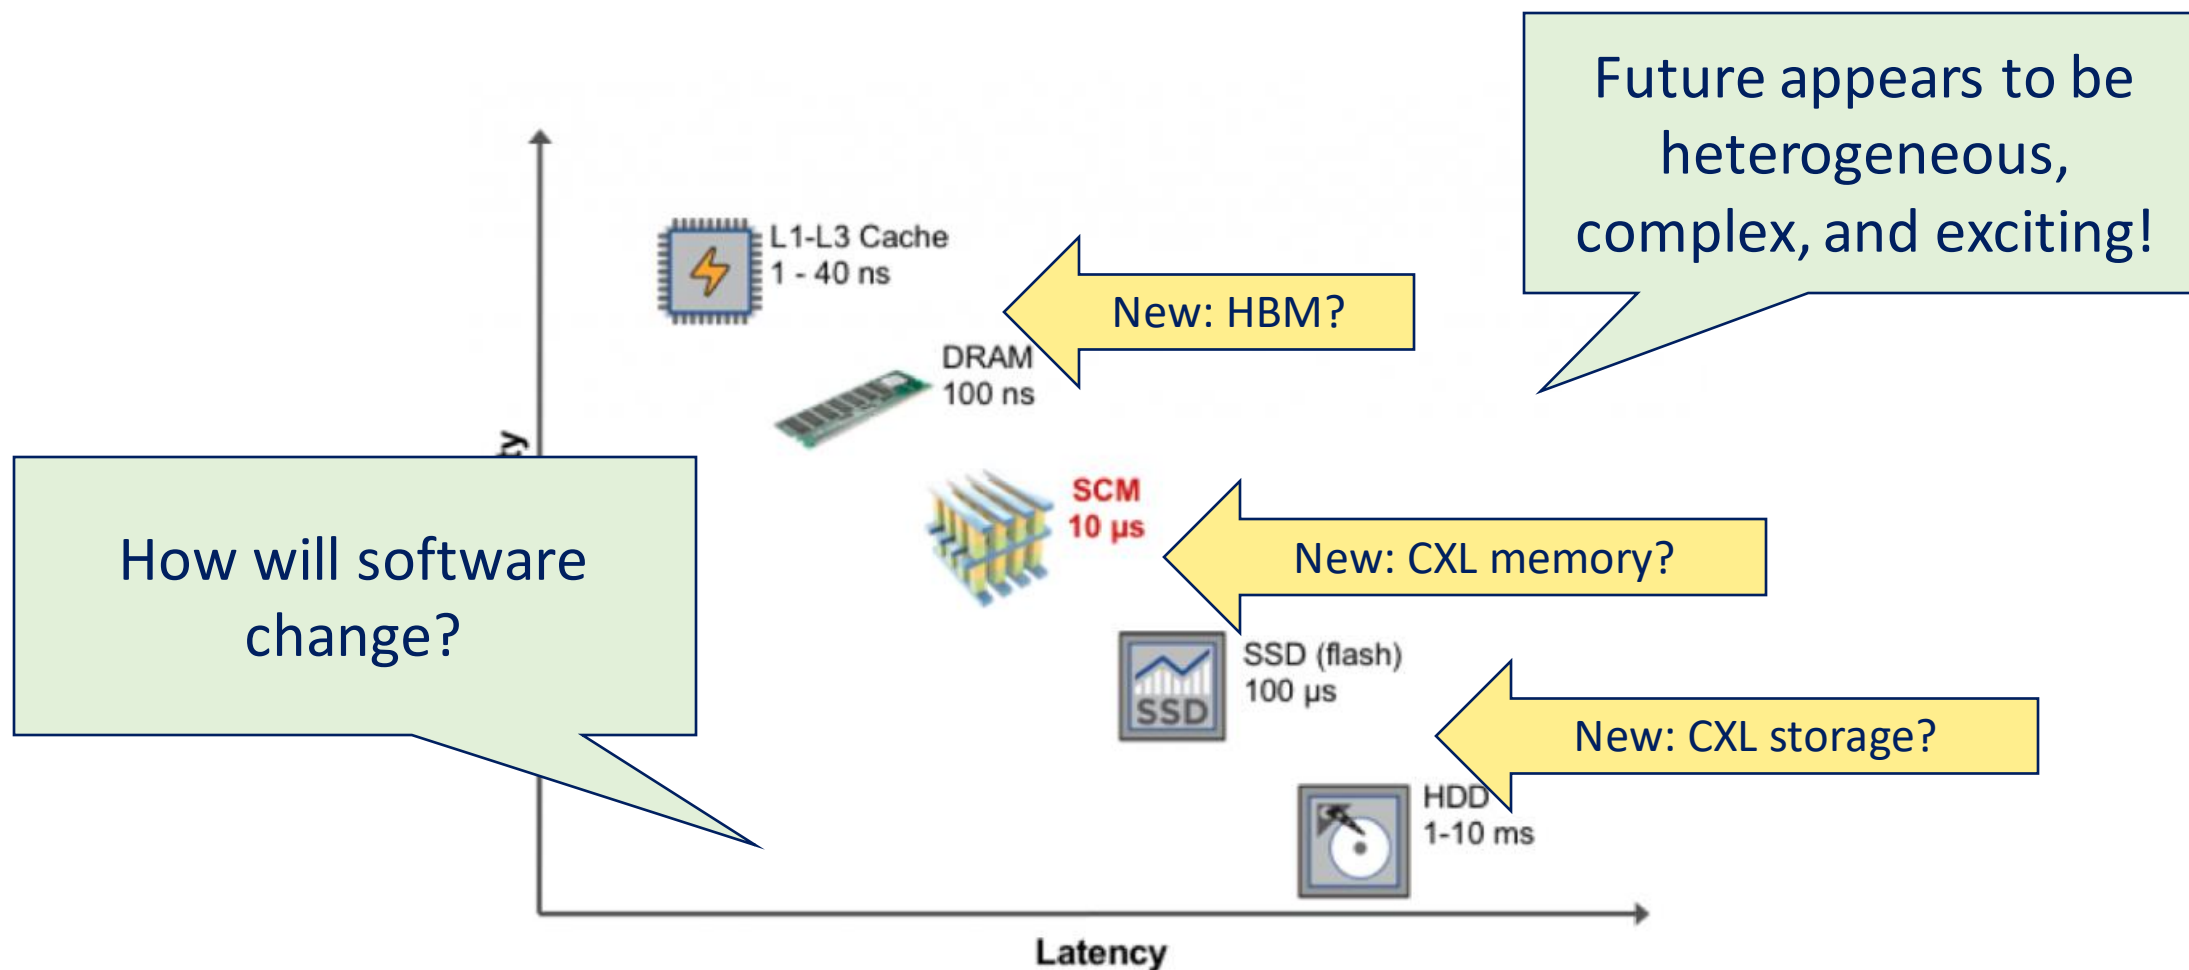 Future appears to be
heterogeneous,
complex, and exciting!
L1-L3 Cache
1 - 40 ns
New: HBM?
DRAM
100 ns
SCM
10 µs
New: CXL memory?
How will software
change?
SSD (flash)
100 µs
SSD
New: CXL storage?
HDD
1-10 ms
Latency